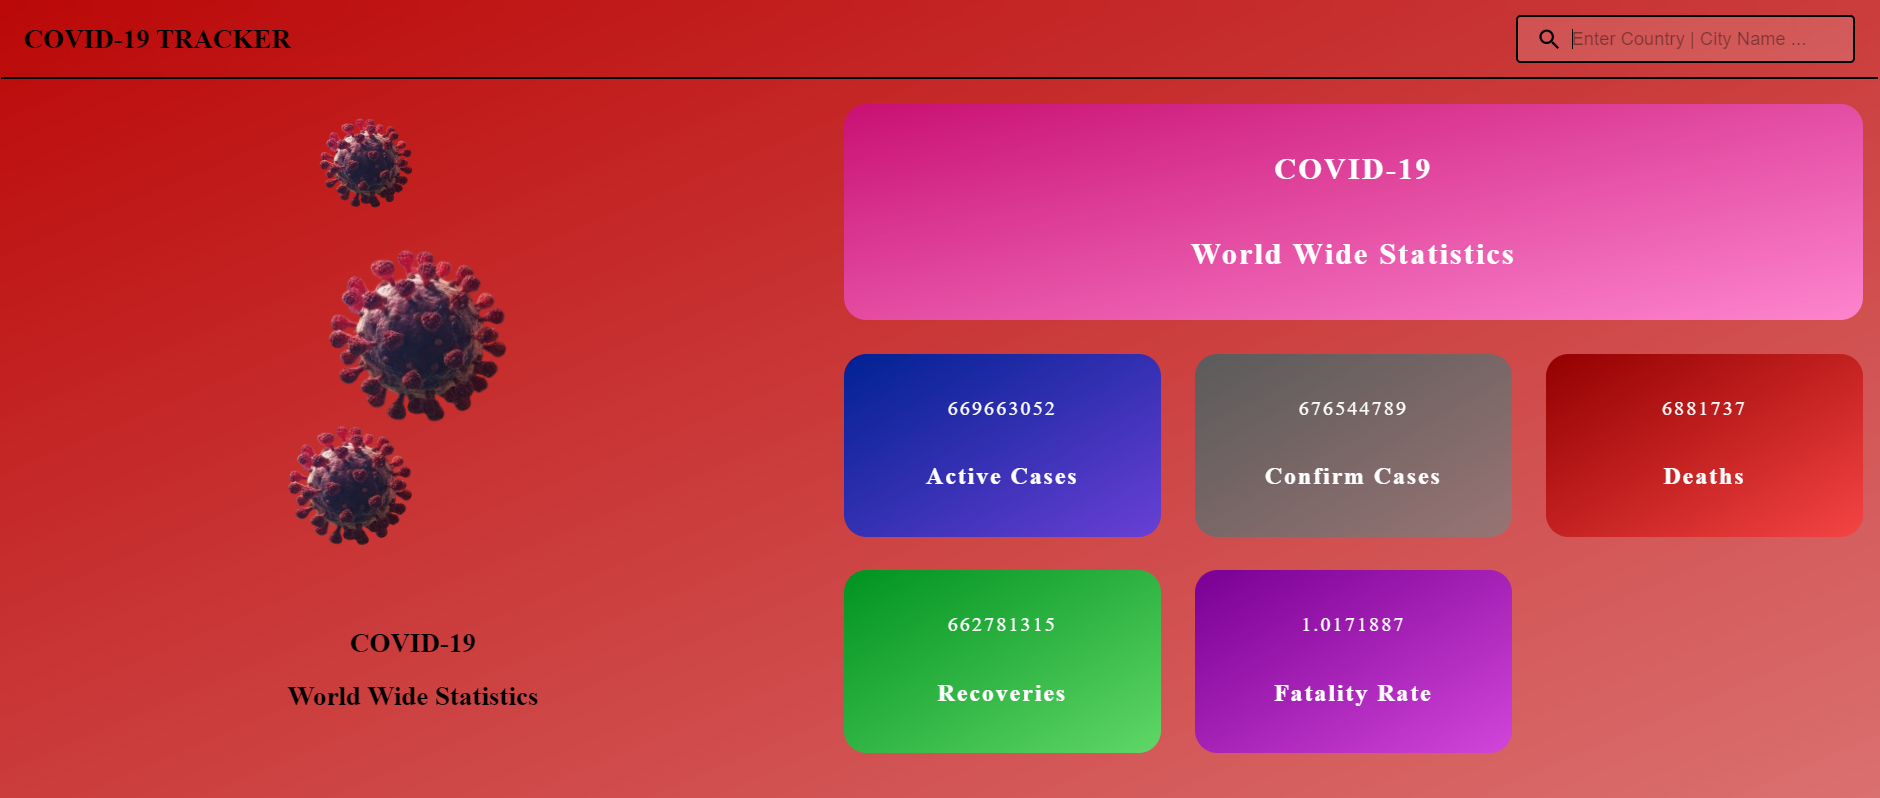 COVID-19 TRACKER
Enter Country | City Name ...
COVID-19
World Wide Statistics
COVID-19
World Wide Statistics
669663052
Active Cases
676544789
Confirm Cases
6881737
Deaths
662781315
Recoveries
1.0171887
Fatality Rate